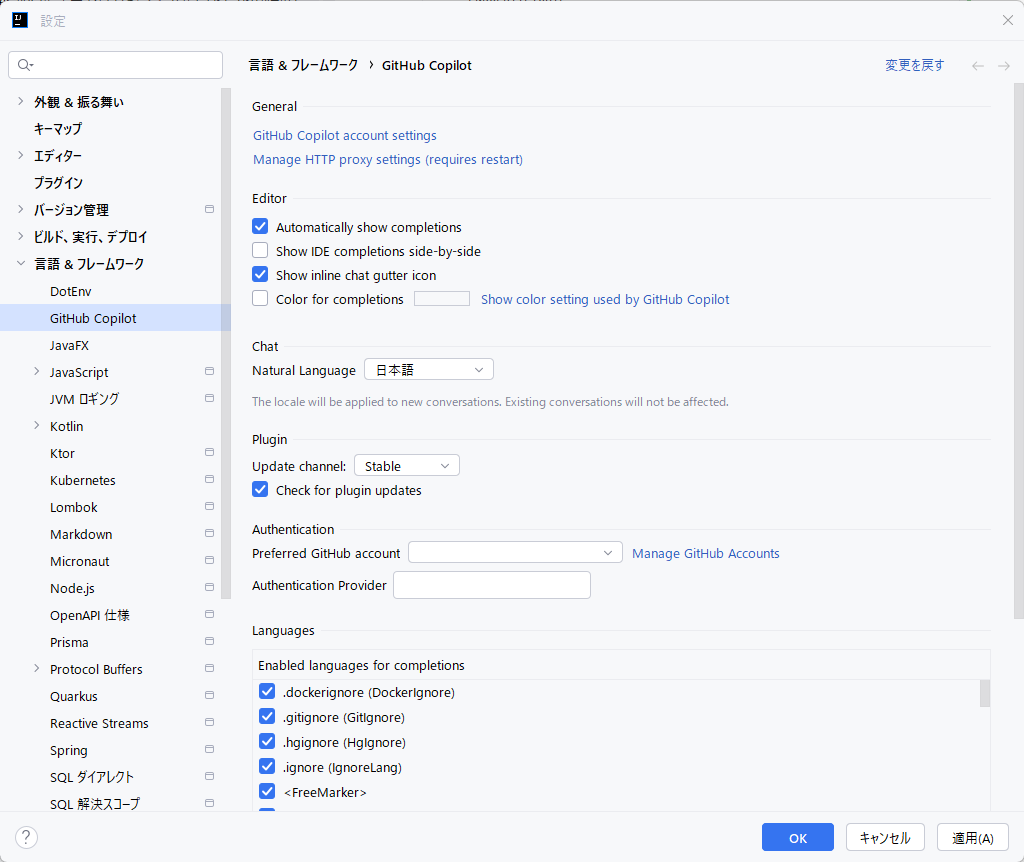 設定
言語 & フレームワーク › GitHub Copilot
変更を戻す
外観 & 振る舞い
キーマップ
エディター
プラグイン
バージョン管理
ビルド、実行、デプロイ
言語 & フレームワーク
DotEnv
GitHub Copilot
JavaFX
JavaScript
JVM ロギング
Kotlin
Ktor
Kubernetes
Lombok
Markdown
Micronaut
Node.js
OpenAPI 仕様
Prisma
Protocol Buffers
Quarkus
Reactive Streams
Spring
SQL ダイアレクト
SQL 解決スコープ
General
GitHub Copilot account settings
Manage HTTP proxy settings (requires restart)
Editor
Automatically show completions
Show IDE completions side-by-side
Show inline chat gutter icon
Color for completions
Show color setting used by GitHub Copilot
Chat
Natural Language 日本語
The locale will be applied to new conversations. Existing conversations will not be affected.
Plugin
Update channel: Stable
Check for plugin updates
Authentication
Preferred GitHub account
Manage GitHub Accounts
Authentication Provider
Languages
Enabled languages for completions
.dockerignore (DockerIgnore)
.gitignore (GitIgnore)
.hgignore (HgIgnore)
.ignore (IgnoreLang)
<FreeMarker>
?
OK
キャンセル
適用(A)